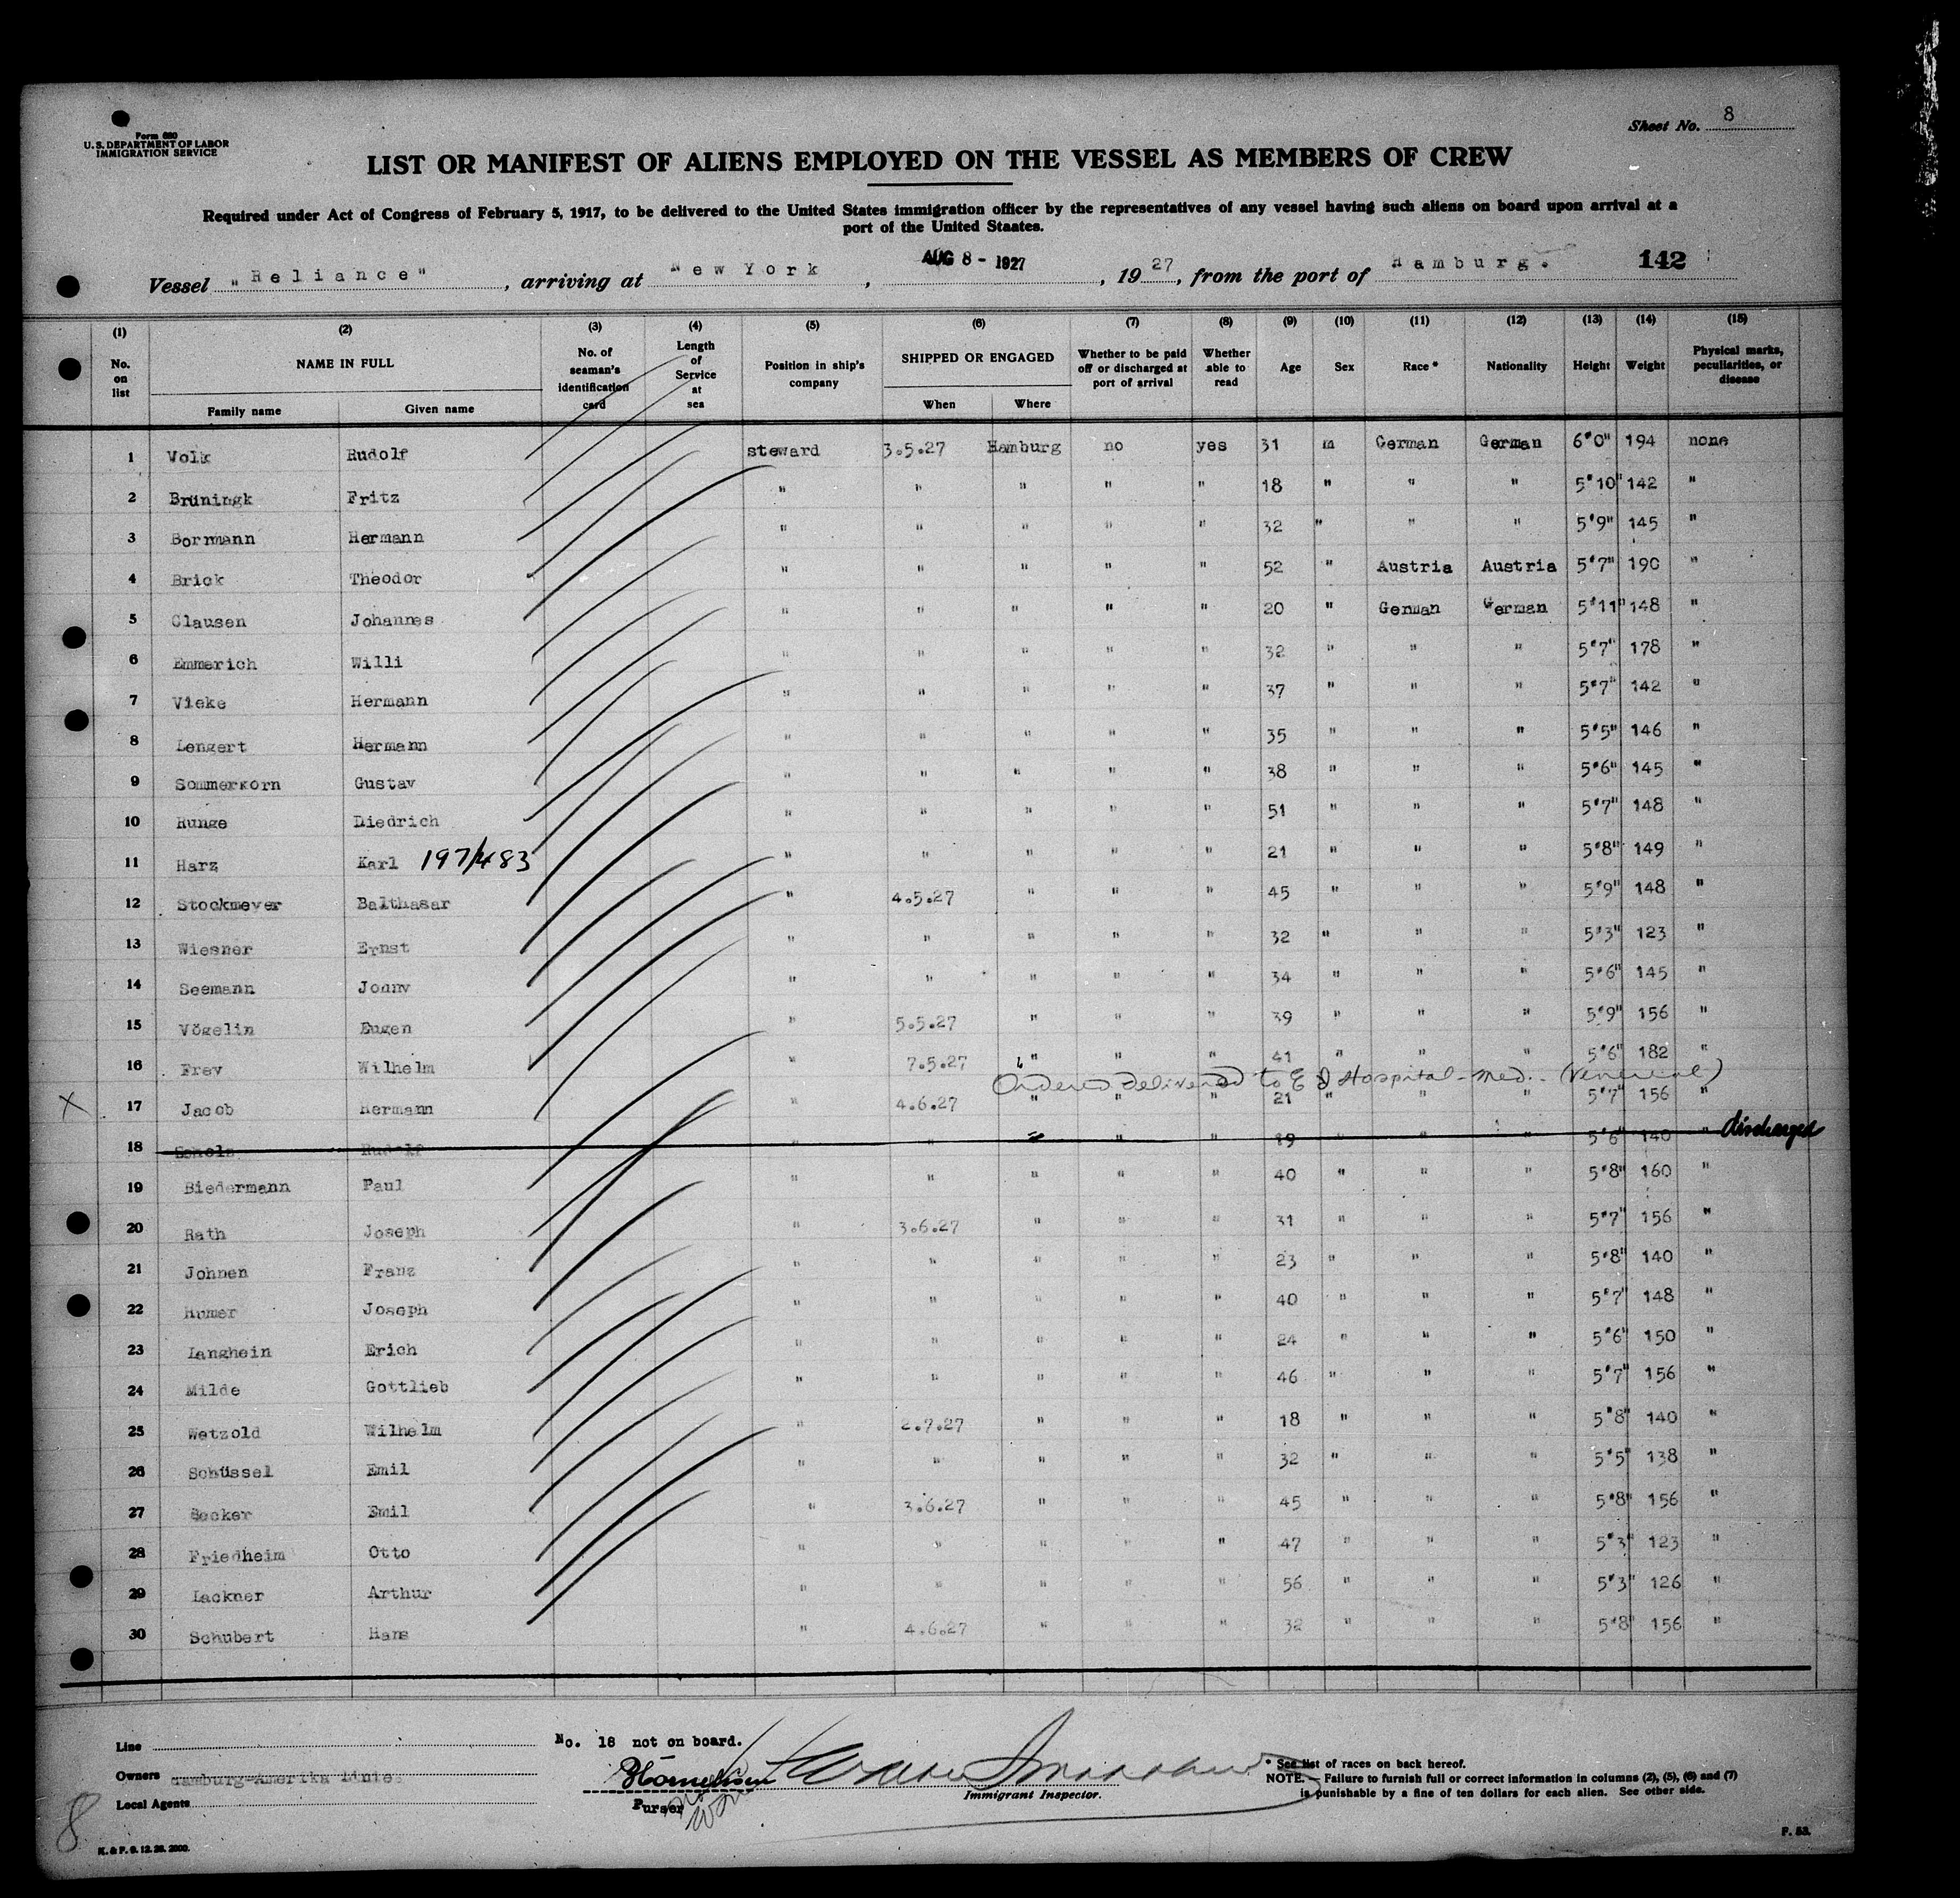 Form 680
U. S. DEPARTMENT OF LABOR
IMMIGRATION SERVICE
Sheet No. 8
LIST OR MANIFEST OF ALIENS EMPLOYED ON THE VESSEL AS MEMBERS OF CREW
Required under Act of Congress of February 5, 1917, to be delivered to the United States immigration officer by the representatives of any vessel having such aliens on board upon arrival at a
port of the United Staates.
Vessel "Reliance", arriving at New York, AUG 8 - 1927, 19 27, from the port of Hamburg. 142
(1) (2) (3) (4) (5) (6) (7) (8) (9) (10) (11) (12) (13) (14) (15)
No. on list NAME IN FULL Family name Given name No. of seaman's identification card Length of Service at sea Position in ship's company SHIPPED OR ENGAGED When Where Whether to be paid off or discharged at port of arrival Whether able to read Age Sex Race * Nationality Height Weight Physical marks, peculiarities, or disease
1 Volk Rudolf steward 3.5.27 Hamburg no yes 31 m German German 6'0" 194 none
2 Brüningk Fritz " " " " " 18 " " " 5'10" 142 "
3 Bormann Hermann " " " " " 32 " " " 5'9" 145 "
4 Brick Theodor " " " " " 52 " Austria Austria 5'7" 190 "
5 Clausen Johannes " " " " " 20 " German German 5'11" 148 "
6 Emmerich Willi " " " " " 32 " " " 5'7" 178 "
7 Vieke Hermann " " " " " 37 " " " 5'7" 142 "
8 Lengert Hermann " " " " " 35 " " " 5'5" 146 "
9 Sommerkorn Gustav " " " " " 38 " " " 5'6" 145 "
10 Runge Diedrich " " " " " 51 " " " 5'7" 148 "
11 Harz Karl 197/483 " " " " " 21 " " " 5'8" 149 "
12 Stockmeyer Balthasar " 4.5.27 " " " 45 " " " 5'9" 148 "
13 Wiesner Ernst " " " " " 32 " " " 5'3" 123 "
14 Seemann Jonny " " " " " 34 " " " 5'6" 145 "
15 Vögelin Eugen " 5.5.27 " " " 39 " " " 5'9" 156 "
16 Frey Wilhelm " 7.5.27 " " " 41 " " " 5'6" 182 "
Ordered delivered to E I Hospital - med. - (Venereal)
X 17 Jacob Hermann " 4.6.27 " " " 21 " " " 5'7" 156 "
18 Scholz Rudolf " " " " " 19 " " " 5'6" 140 " discharged
19 Biedermann Paul " " " " 40 " " " 5'8" 160 "
20 Rath Joseph " 3.6.27 " " " 31 " " " 5'7" 156 "
21 Johnen Franz " " " " " 23 " " " 5'8" 140 "
22 Humer Joseph " " " " " 40 " " " 5'7" 148 "
23 Langhein Erich " " " " " 24 " " " 5'6" 150 "
24 Milde Gottlieb " " " " " 46 " " " 5'7" 156 "
25 Wetzold Wilhelm " 2.7.27 " " " 18 " " " 5'8" 140 "
26 Schüssel Emil " " " " " 32 " " " 5'5" 138 "
27 Becker Emil " 3.6.27 " " " 45 " " " 5'8" 156 "
28 Friedheim Otto " " " " " 47 " " " 5'3" 123 "
29 Lackner Arthur " " " " " 56 " " " 5'3" 126 "
30 Schubert Hans " 4.6.27 " " " 32 " " " 5'8" 156 "
Line
Owners Hamburg-Amerika Linie
Local Agents
No. 18 not on board.
Purser
Immigrant Inspector.
* See list of races on back hereof.
NOTE.—Failure to furnish full or correct information in columns (2), (5), (6) and (7)
is punishable by a fine of ten dollars for each alien. See other side.
8
K. & P. 9. 12. 26. 2000.
F. 53.